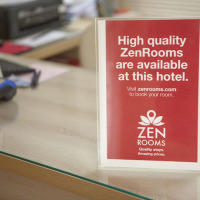 High quality
ZenRooms
are available
at this hotel.
Visit zenrooms.com
to book your room.
ZEN
ROOMS
Quality stays.
Amazing prices.